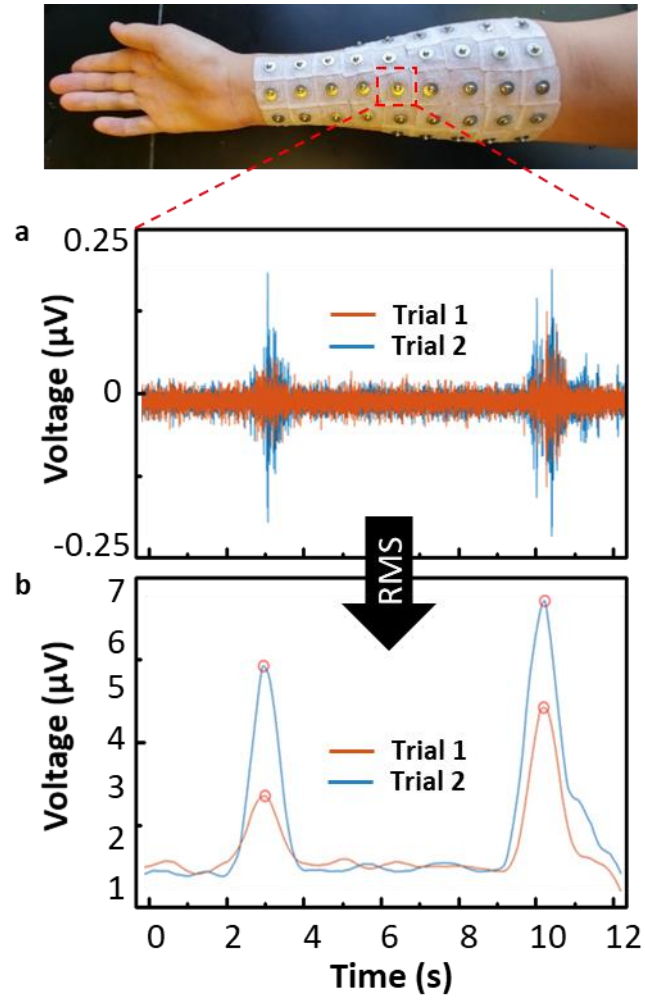 a
0.25
0
-0.25
Voltage (µV)
Trial 1
Trial 2
RMS
b
7
6
5
4
3
2
1
Voltage (µV)
Trial 1
Trial 2
0 2 4 6 8 10 12
Time (s)